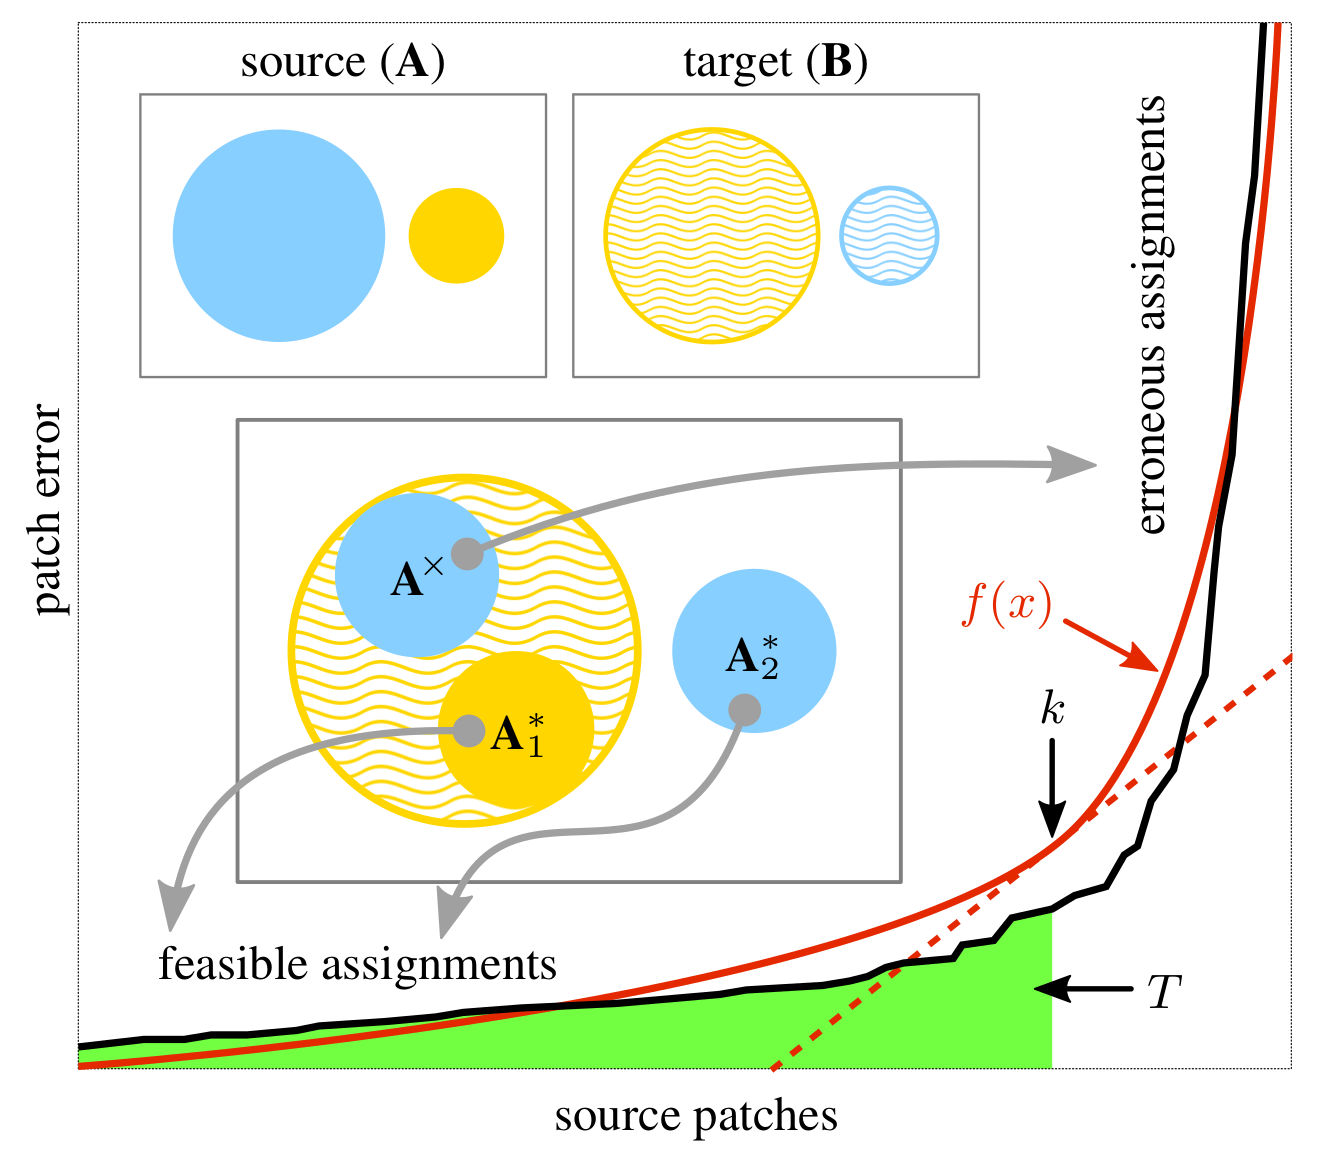 source (A)
target (B)
erroneous assignments
patch error
A×
A*1
A*2
f(x)
k
feasible assignments
T
source patches